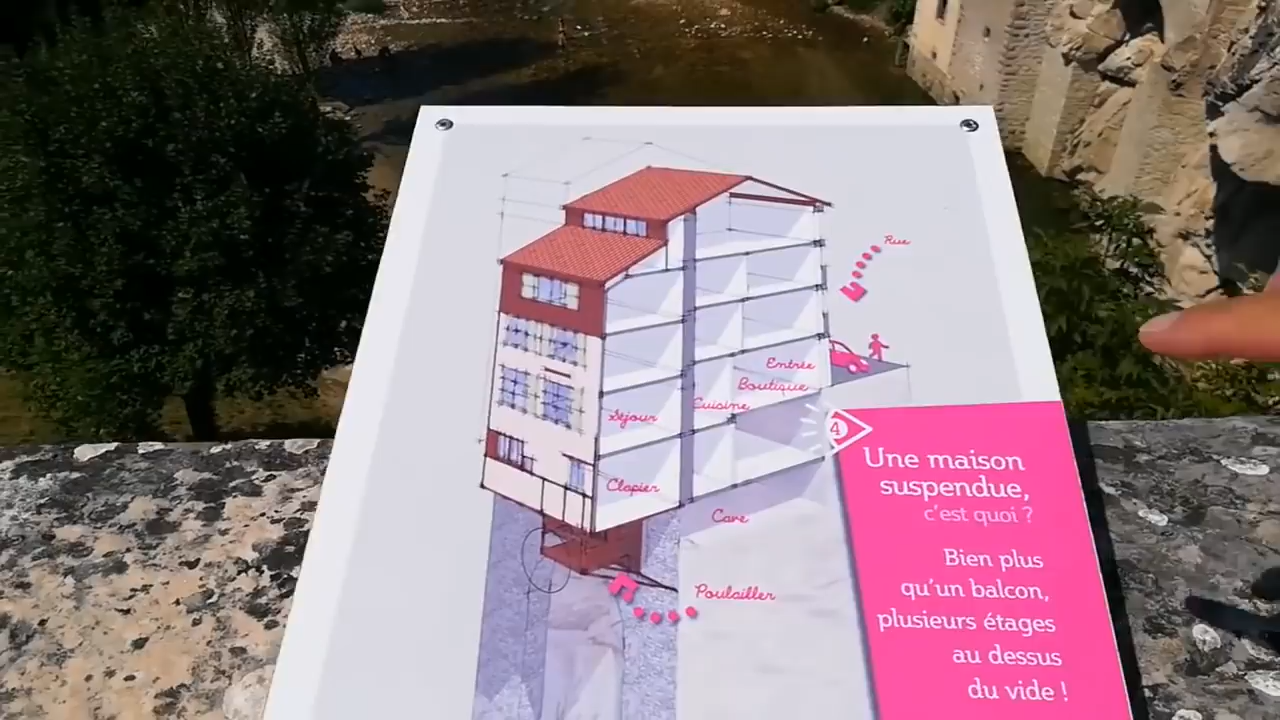 Rue
Entrée
Boutique
Cuisine
Séjour
Clapier
Cave
Poulailler
4
Une maison
suspendue,
c'est quoi ?
Bien plus
qu'un balcon,
plusieurs étages
au dessus
du vide !